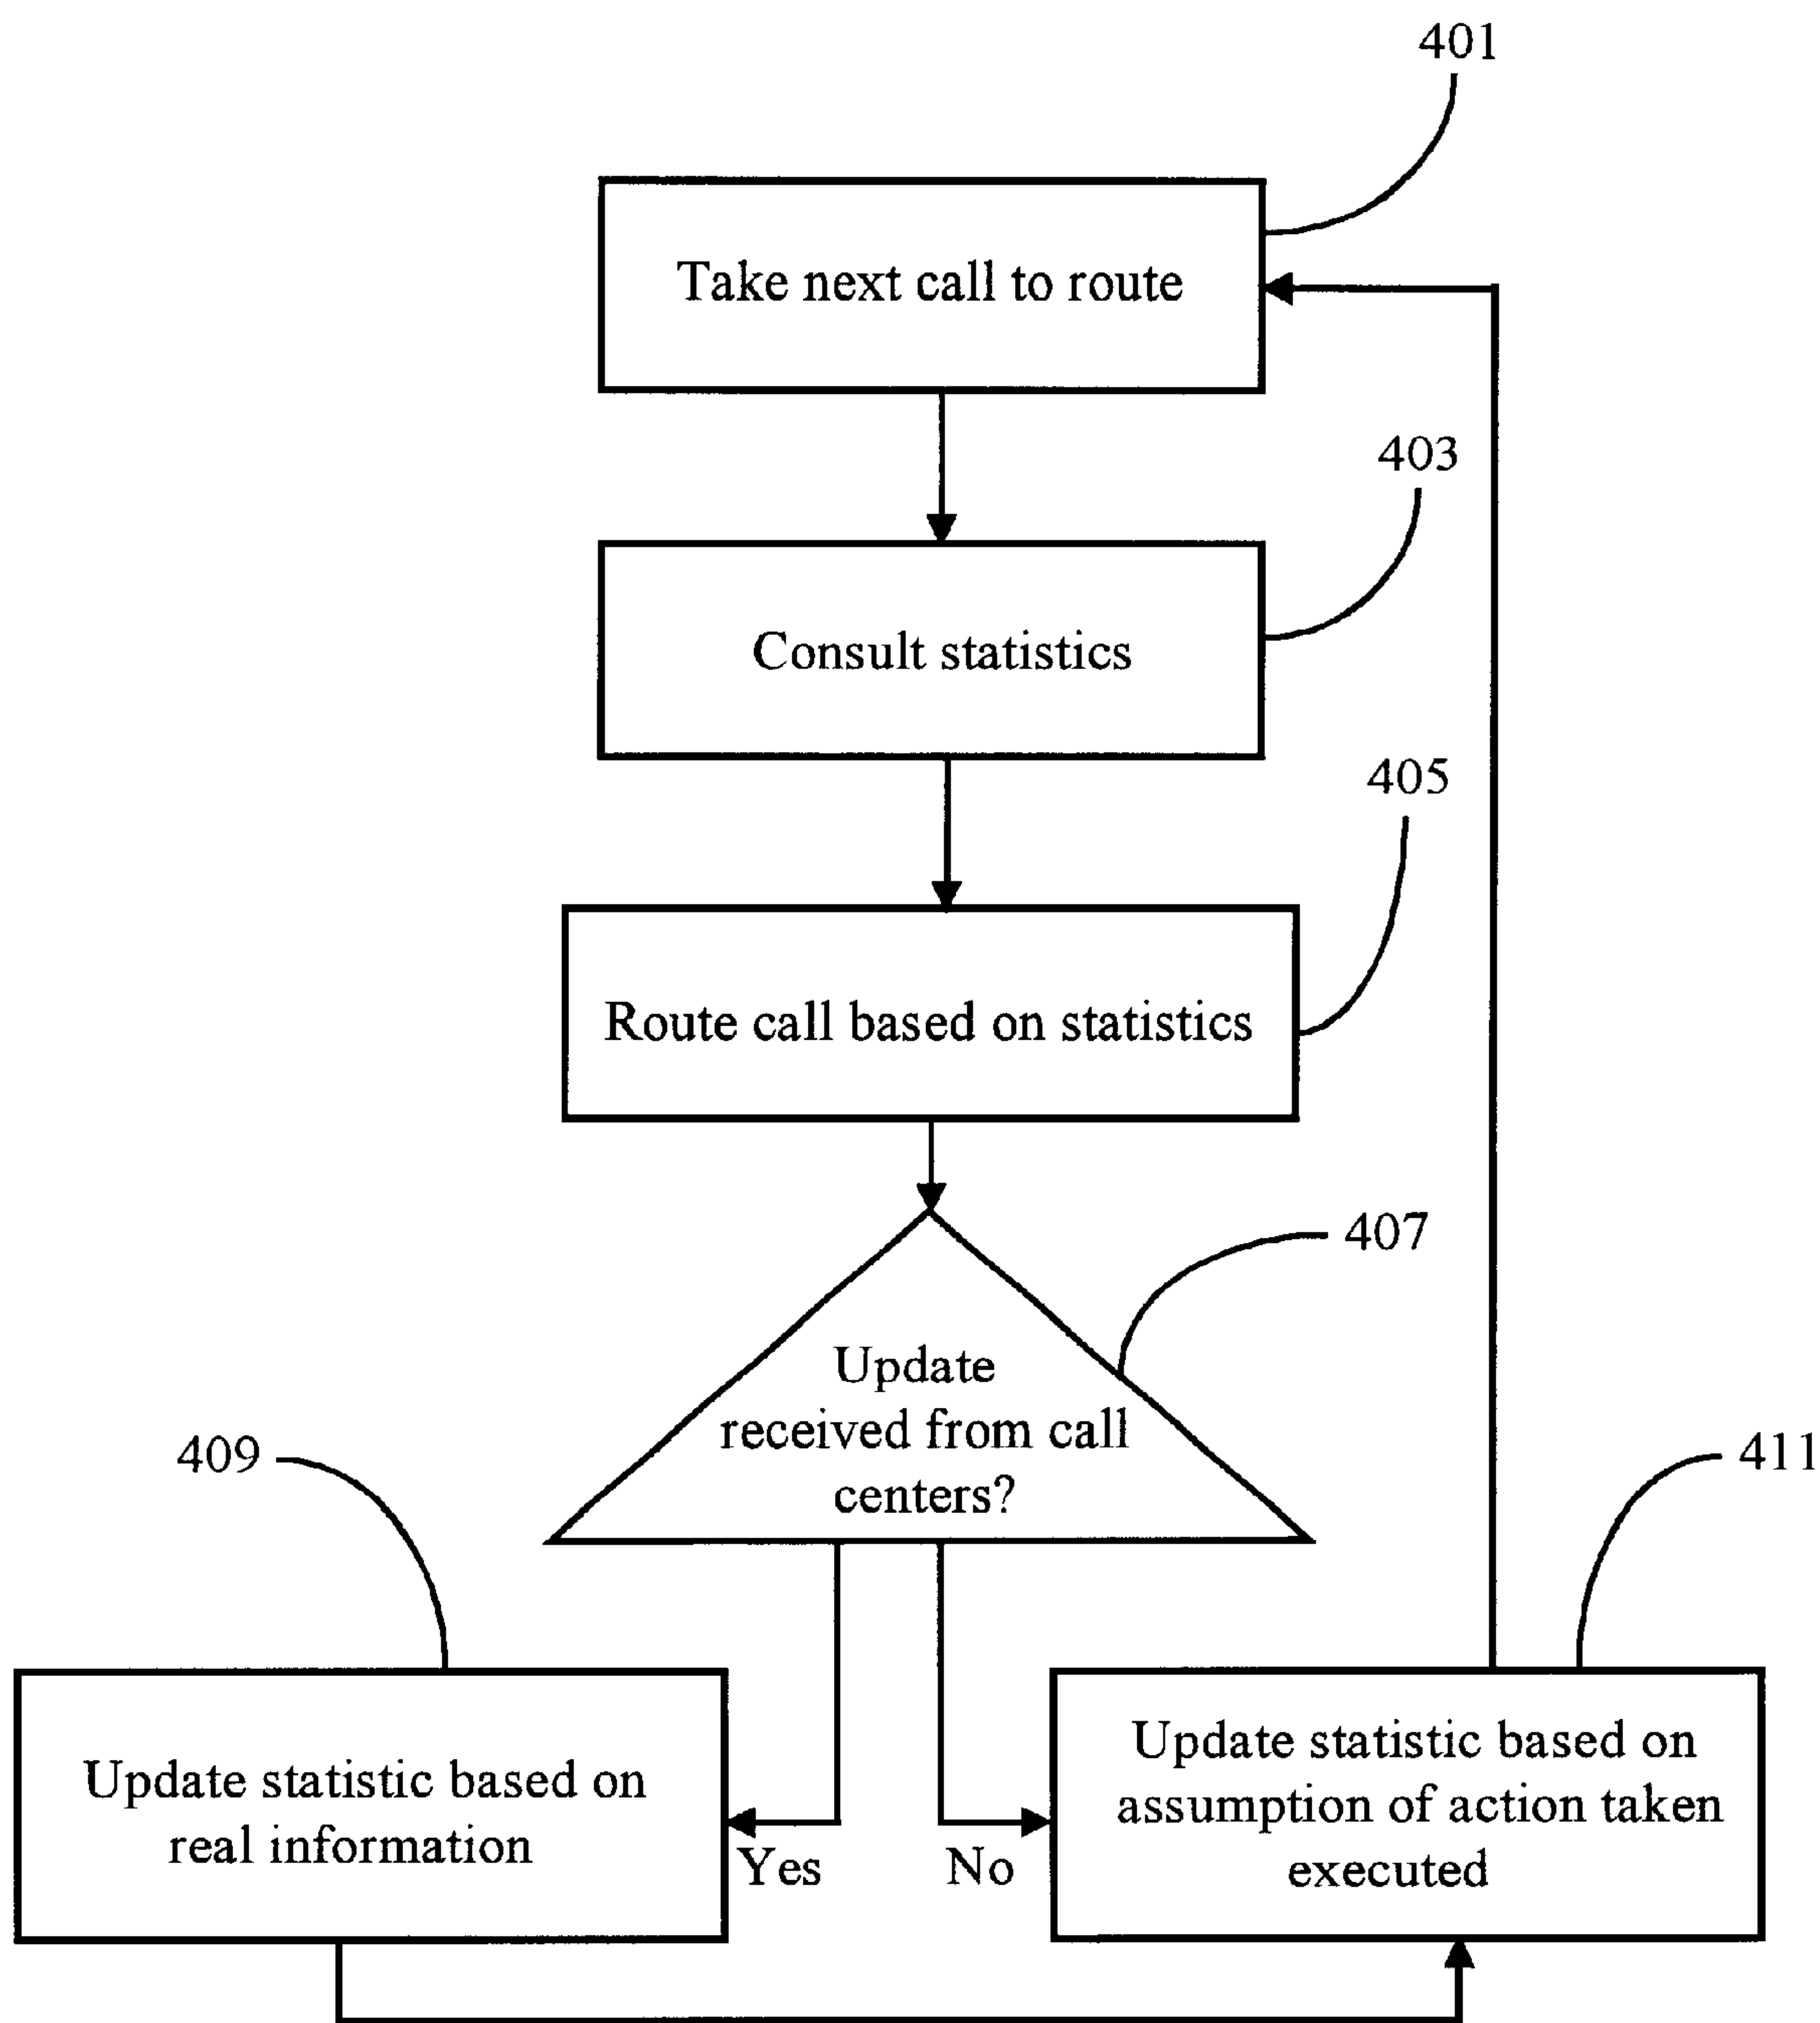 401
Take next call to route
403
Consult statistics
405
Route call based on statistics
407
Update
received from call
centers?
409
411
Update statistic based on
real information
Yes
No
Update statistic based on
assumption of action taken
executed